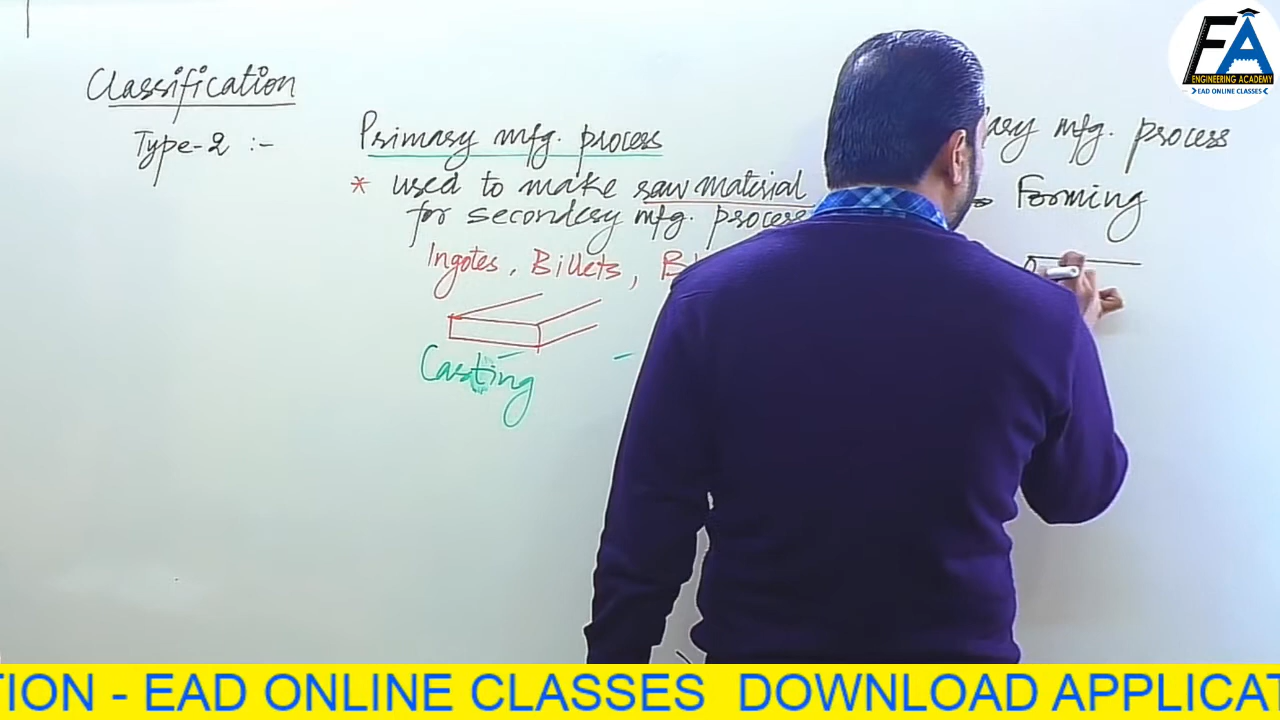 Classification
Type-2 :-
Primary mfg. process
* used to make raw material
for secondary mfg. process
Ingotes, Billets,
Casting
mfg. process
Forming
EA
ENGINEERING ACADEMY
EAD ONLINE CLASSES
TION - EAD ONLINE CLASSES DOWNLOAD APPLICAT